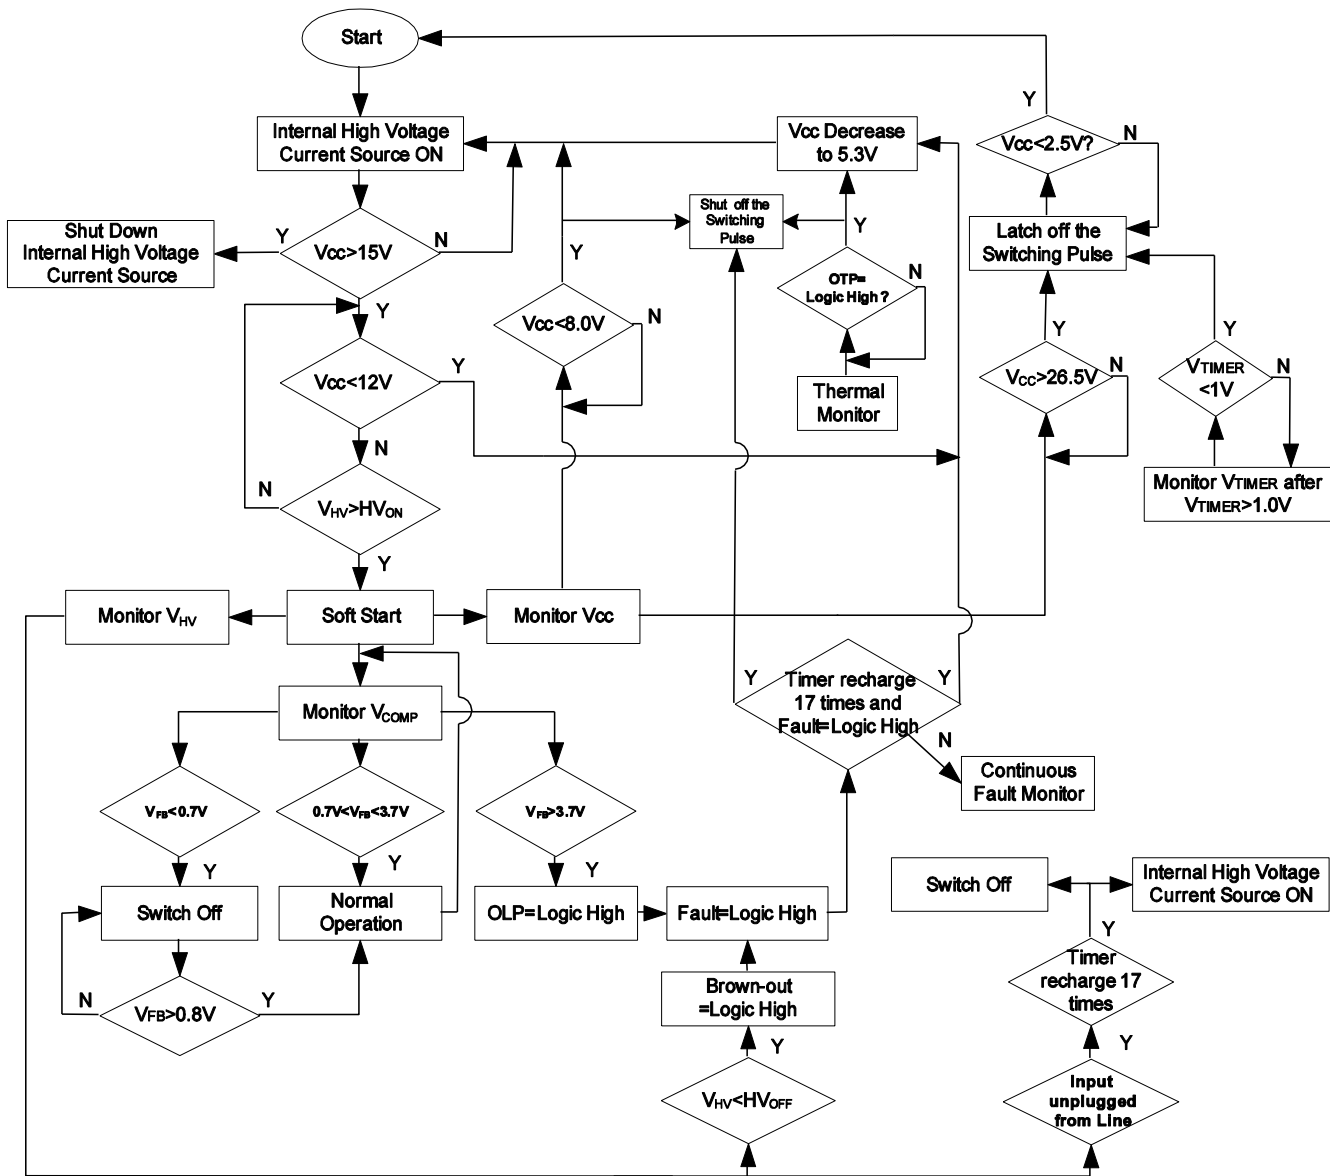 Start
Internal High Voltage
Current Source ON
Vcc Decrease
to 5.3V
Y
Vcc<2.5V?
N
Shut off the
Switching
Pulse
Y
Latch off the
Switching Pulse
Shut Down
Internal High Voltage
Current Source
Y
Vcc>15V
N
Y
Y
OTP=
Logic High ?
N
Vcc<8.0V
N
Thermal
Monitor
Vcc<12V
Y
N
Y
VCC>26.5V
N
Y
VTIMER
<1V
N
Monitor VTIMER after
VTIMER>1.0V
N
VHV>HVON
Y
Monitor VHV
Soft Start
Monitor Vcc
Monitor VCOMP
Y
Timer recharge
17 times and
Fault=Logic High
Y
N
Continuous
Fault Monitor
VFB<0.7V
0.7V<VFB<3.7V
VFB>3.7V
Y
Y
Y
Switch Off
Normal
Operation
OLP=Logic High
Fault=Logic High
Switch Off
Internal High Voltage
Current Source ON
Y
N
VFB>0.8V
Y
Brown-out
=Logic High
Timer
recharge 17
times
Y
Y
VHV<HVOFF
Input
unplugged
from Line